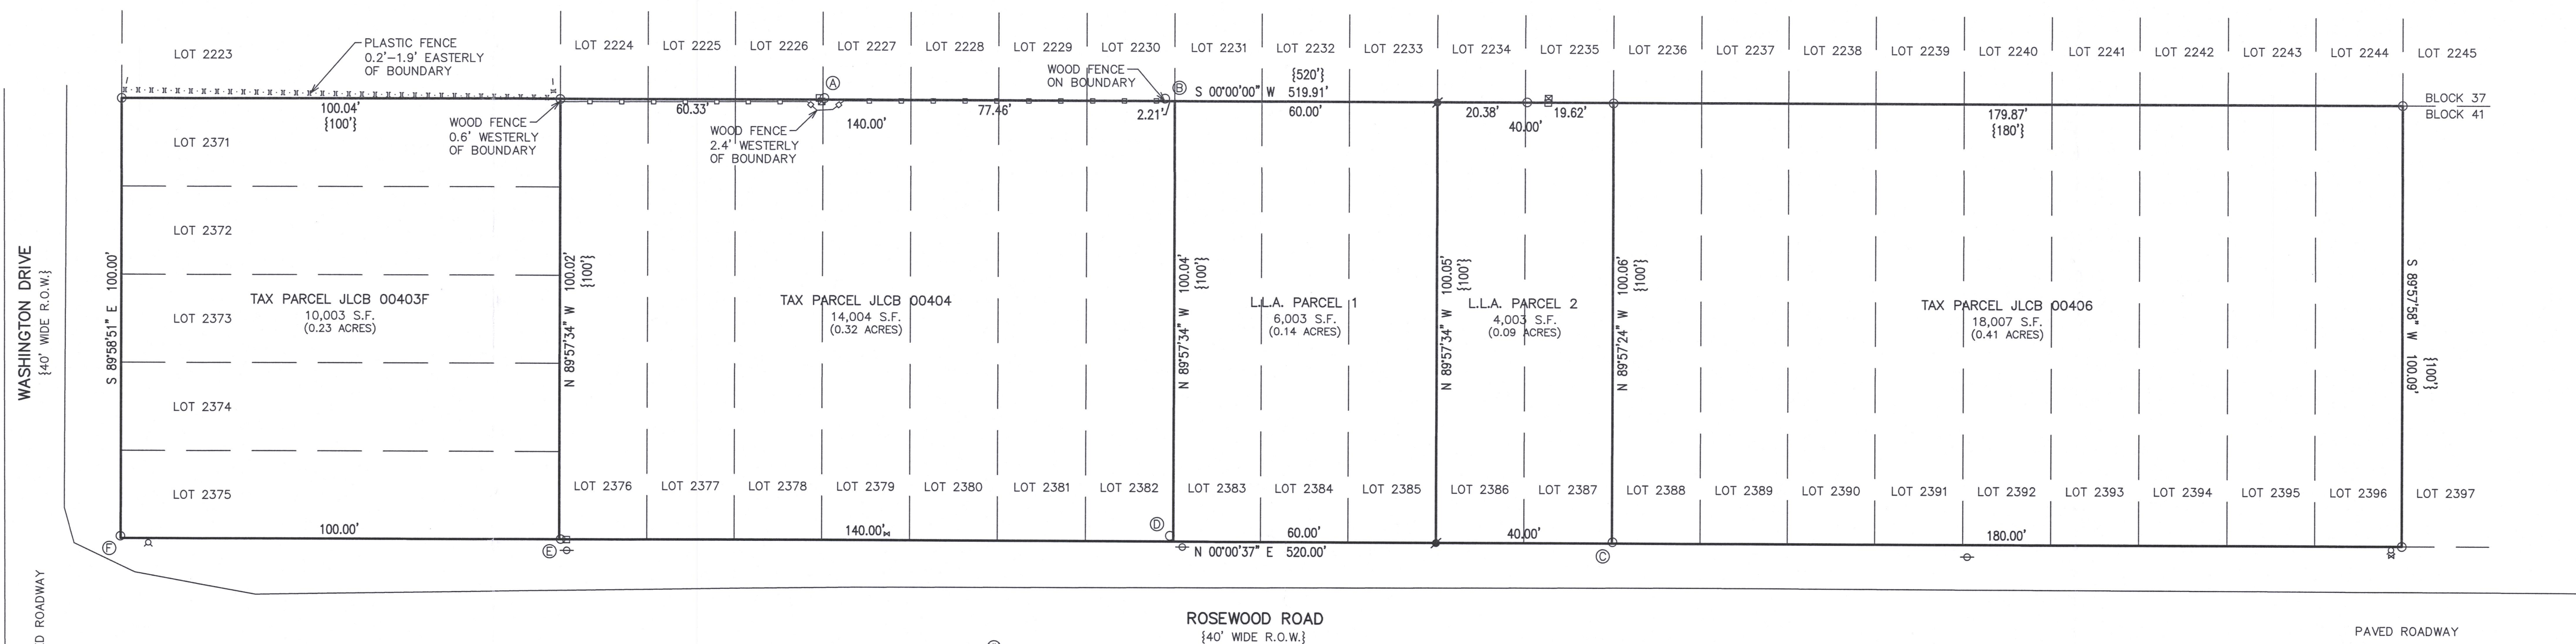 LOT 2223
PLASTIC FENCE
0.2'-1.9' EASTERLY
OF BOUNDARY
LOT 2224
LOT 2225
LOT 2226
LOT 2227
LOT 2228
LOT 2229
LOT 2230
LOT 2231
LOT 2232
LOT 2233
LOT 2234
LOT 2235
LOT 2236
LOT 2237
LOT 2238
LOT 2239
LOT 2240
LOT 2241
LOT 2242
LOT 2243
LOT 2244
LOT 2245
WOOD FENCE
ON BOUNDARY
A
B
{520'}
S 00°00'00" W 519.91'
BLOCK 37
BLOCK 41
100.04'
{100'}
60.33'
140.00'
77.46'
2.21'
60.00'
20.38'
19.62'
40.00'
179.87'
{180'}
WOOD FENCE
0.6' WESTERLY
OF BOUNDARY
WOOD FENCE
2.4' WESTERLY
OF BOUNDARY
LOT 2371
LOT 2372
LOT 2373
LOT 2374
LOT 2375
WASHINGTON DRIVE
{40' WIDE R.O.W.}
S 89°58'51" E 100.00'
TAX PARCEL JLCB 00403F
10,003 S.F.
(0.23 ACRES)
N 89°57'34" W 100.02'
{100'}
TAX PARCEL JLCB 00404
14,004 S.F.
(0.32 ACRES)
N 89°57'34" W 100.04'
{100'}
L.L.A. PARCEL 1
6,003 S.F.
(0.14 ACRES)
N 89°57'34" W 100.05'
{100'}
L.L.A. PARCEL 2
4,003 S.F.
(0.09 ACRES)
N 89°57'24" W 100.06'
{100'}
TAX PARCEL JLCB 00406
18,007 S.F.
(0.41 ACRES)
S 89°57'58" W 100.09'
{100'}
LOT 2376
LOT 2377
LOT 2378
LOT 2379
LOT 2380
LOT 2381
LOT 2382
LOT 2383
LOT 2384
LOT 2385
LOT 2386
LOT 2387
LOT 2388
LOT 2389
LOT 2390
LOT 2391
LOT 2392
LOT 2393
LOT 2394
LOT 2395
LOT 2396
LOT 2397
100.00'
140.00'
60.00'
40.00'
180.00'
F
E
D
C
N 00°00'37" E 520.00'
D ROADWAY
ROSEWOOD ROAD
{40' WIDE R.O.W.}
PAVED ROADWAY